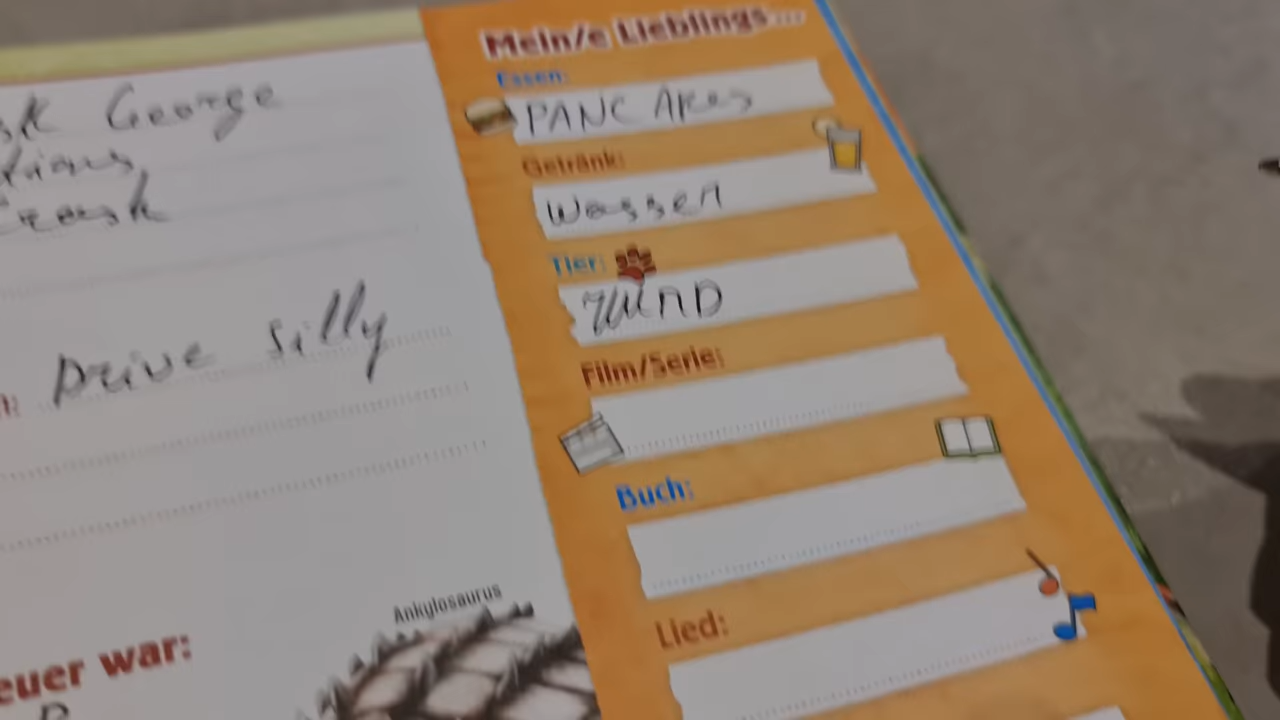 George
Drive silly
Ankylosaurus
euer war:
Mein/e Lieblings...
Essen:
PANCAKes
Getränk:
Wasser
Tier:
HUND
Film/Serie:
Buch:
Lied: